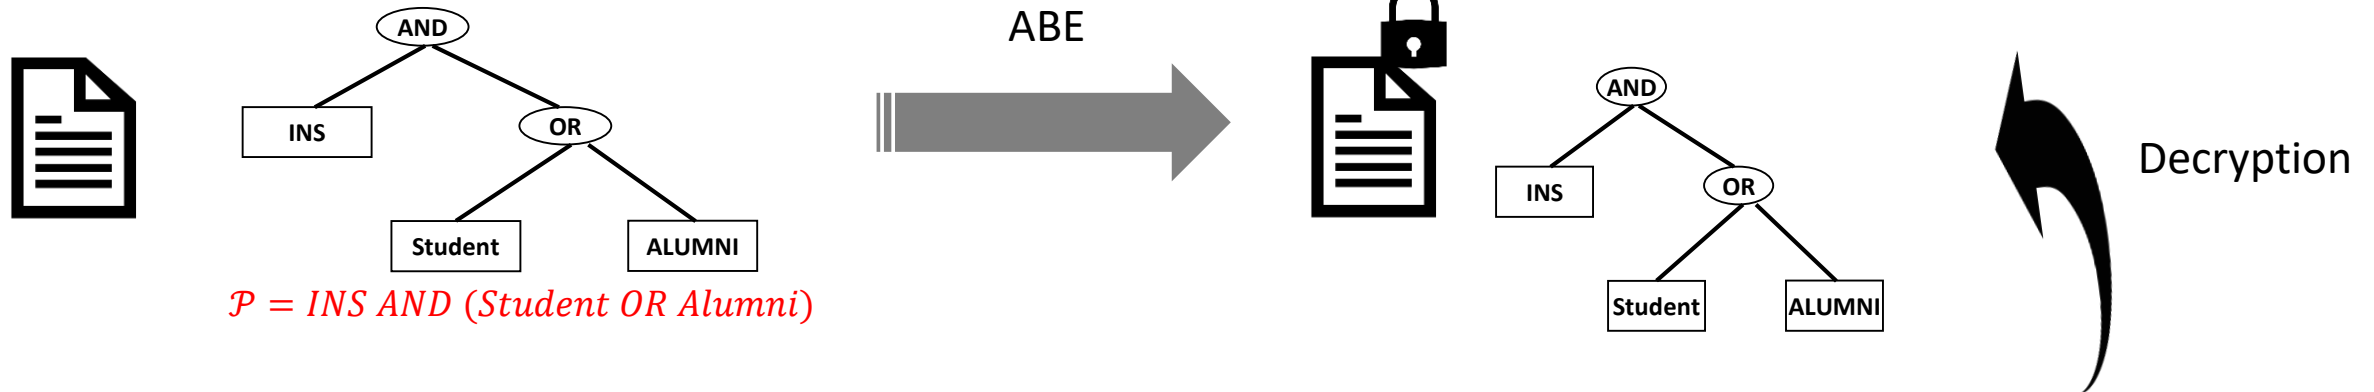 AND
INS
OR
Student
ALUMNI
𝒫 = INS AND (Student OR Alumni)
ABE
AND
INS
OR
Student
ALUMNI
Decryption